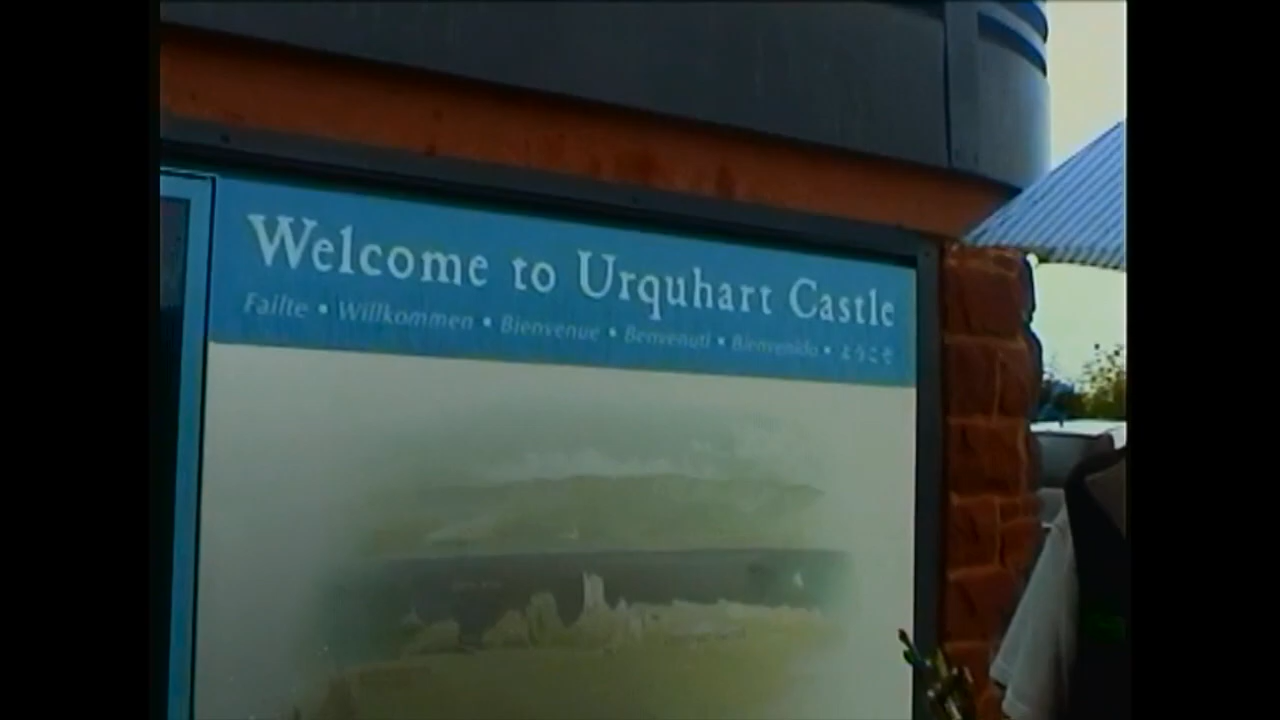 Welcome to Urquhart Castle
Failte • Willkommen • Bienvenue • Benvenuti • Bienvenido • ようこそ